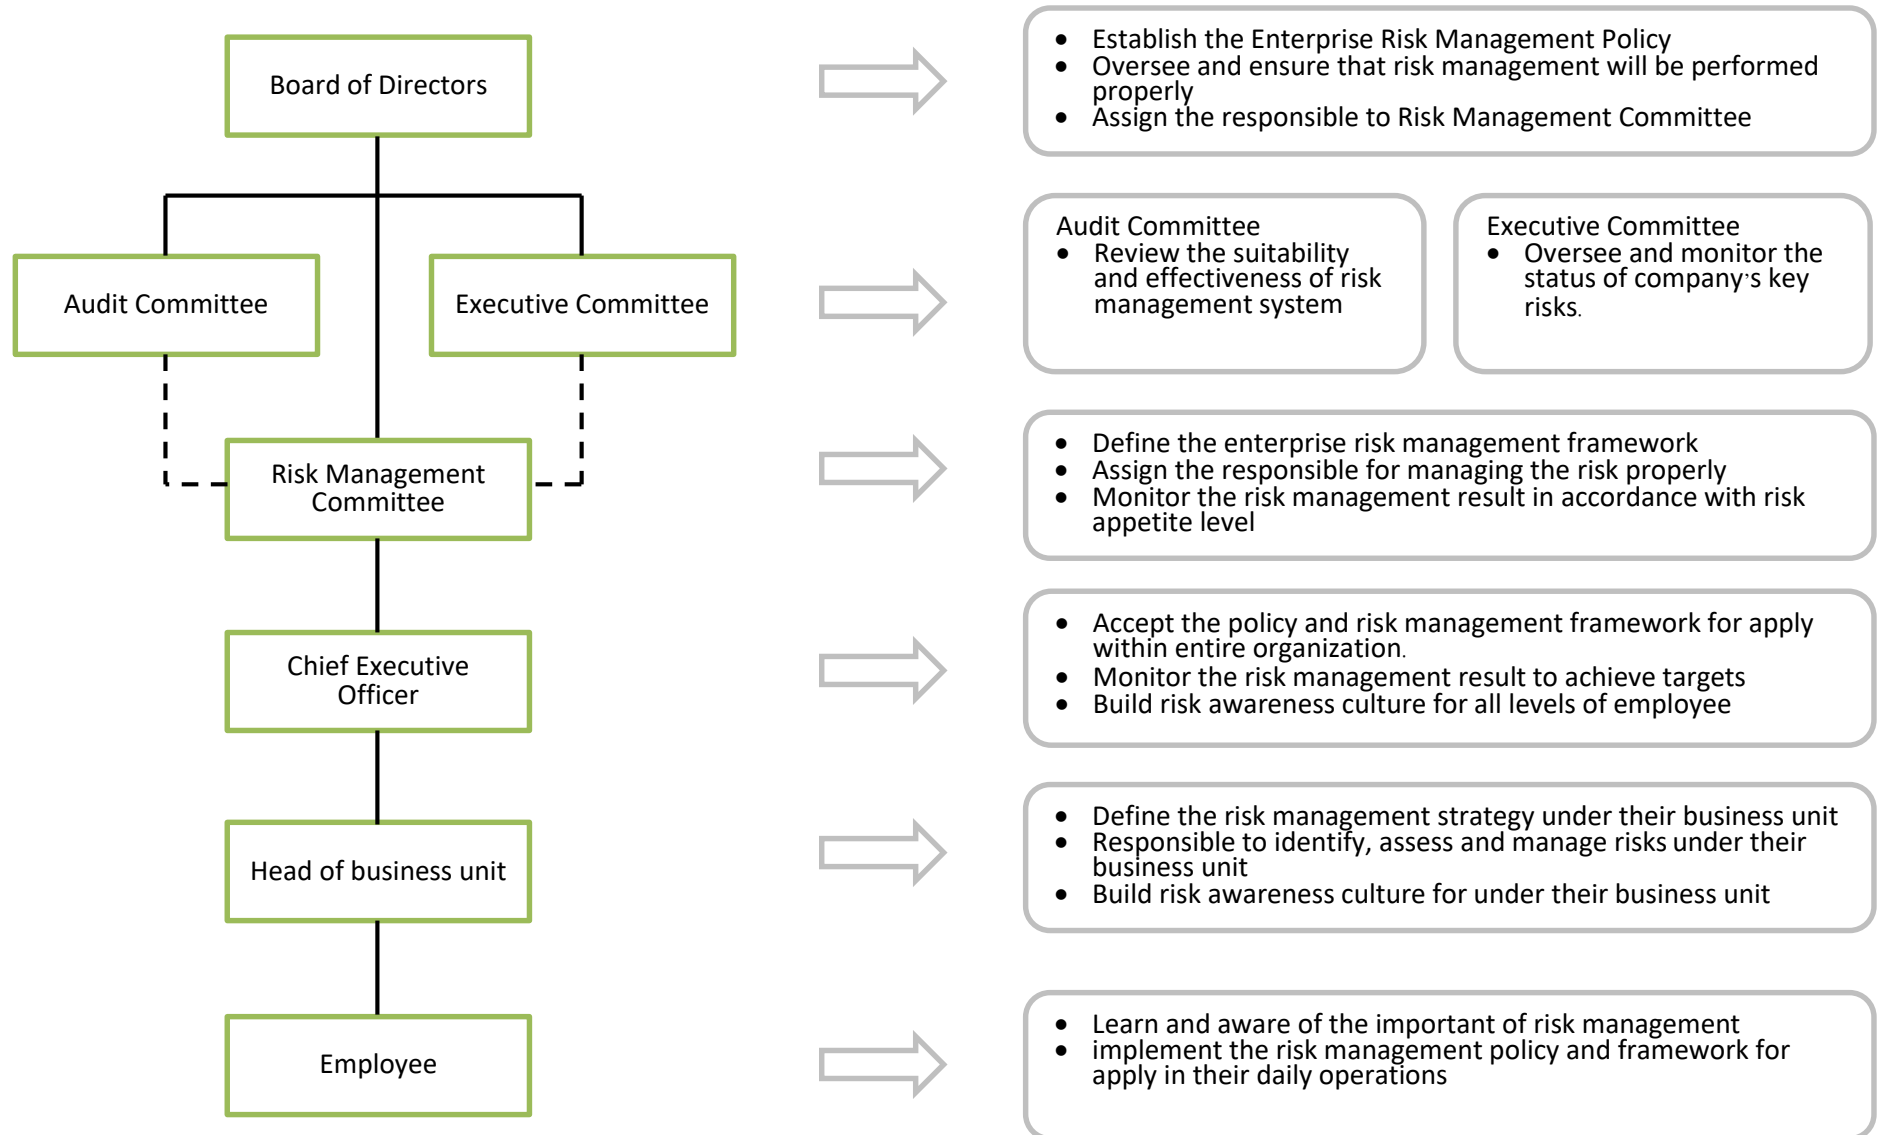 Board of Directors
• Establish the Enterprise Risk Management Policy
• Oversee and ensure that risk management will be performed
properly
• Assign the responsible to Risk Management Committee
Audit Committee
Executive Committee
Audit Committee
• Review the suitability
and effectiveness of risk
management system
Executive Committee
• Oversee and monitor the
status of company's key
risks.
Risk Management
Committee
• Define the enterprise risk management framework
• Assign the responsible for managing the risk properly
• Monitor the risk management result in accordance with risk
appetite level
Chief Executive
Officer
• Accept the policy and risk management framework for apply
within entire organization.
• Monitor the risk management result to achieve targets
• Build risk awareness culture for all levels of employee
Head of business unit
• Define the risk management strategy under their business unit
• Responsible to identify, assess and manage risks under their
business unit
• Build risk awareness culture for under their business unit
Employee
• Learn and aware of the important of risk management
• implement the risk management policy and framework for
apply in their daily operations